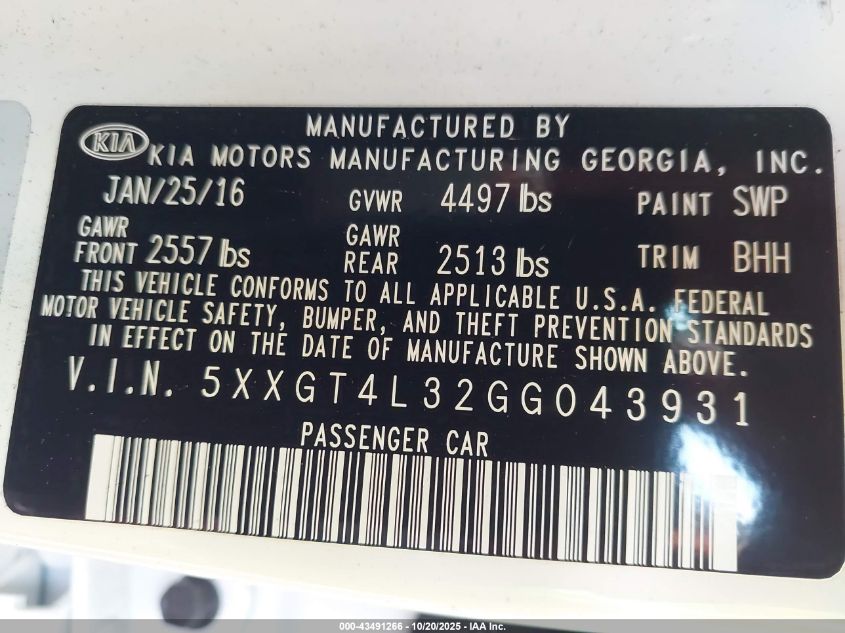 MANUFACTURED BY
KIA KIA MOTORS MANUFACTURING GEORGIA, INC.
JAN/25/16 GVWR 4497 lbs PAINT SWP
GAWR FRONT 2557 lbs GAWR REAR 2513 lbs TRIM BHH
THIS VEHICLE CONFORMS TO ALL APPLICABLE U.S.A. FEDERAL
MOTOR VEHICLE SAFETY, BUMPER, AND THEFT PREVENTION STANDARDS
IN EFFECT ON THE DATE OF MANUFACTURE SHOWN ABOVE.
V.I.N. 5XXGT4L32GG043931
PASSENGER CAR
000-43491266 - 10/20/2025 - IAA Inc.